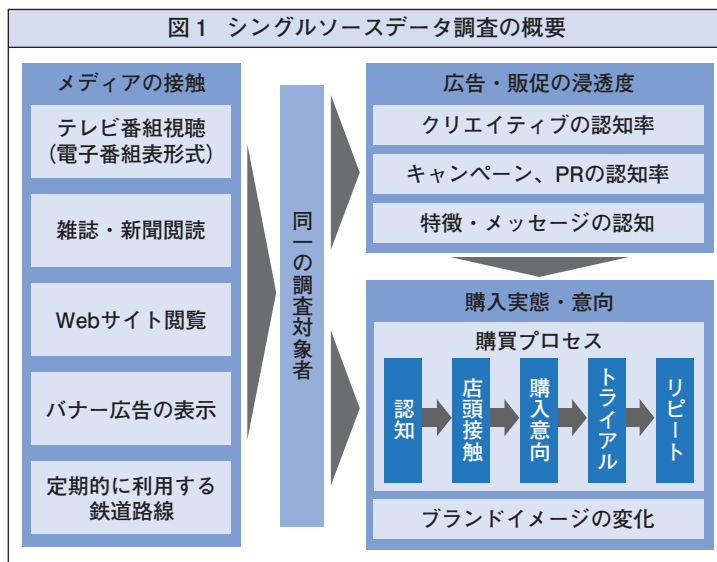 図1 シングルソースデータ調査の概要
メディアの接触
テレビ番組視聴
(電子番組表形式)
雑誌・新聞閲読
Webサイト閲覧
バナー広告の表示
定期的に利用する
鉄道路線
同一の調査対象者
広告・販促の浸透度
クリエイティブの認知率
キャンペーン、PRの認知率
特徴・メッセージの認知
購入実態・意向
購買プロセス
認知
店頭接触
購入意向
トライアル
リピート
ブランドイメージの変化